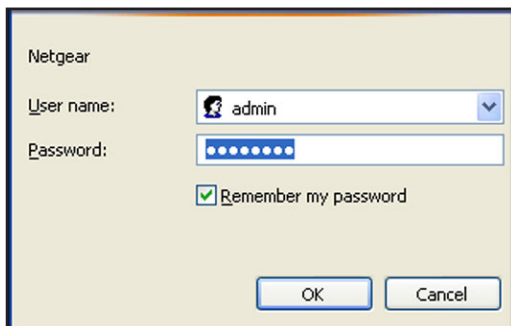 Netgear
User name: admin
Password: ●●●●●●●●
Remember my password
OK Cancel